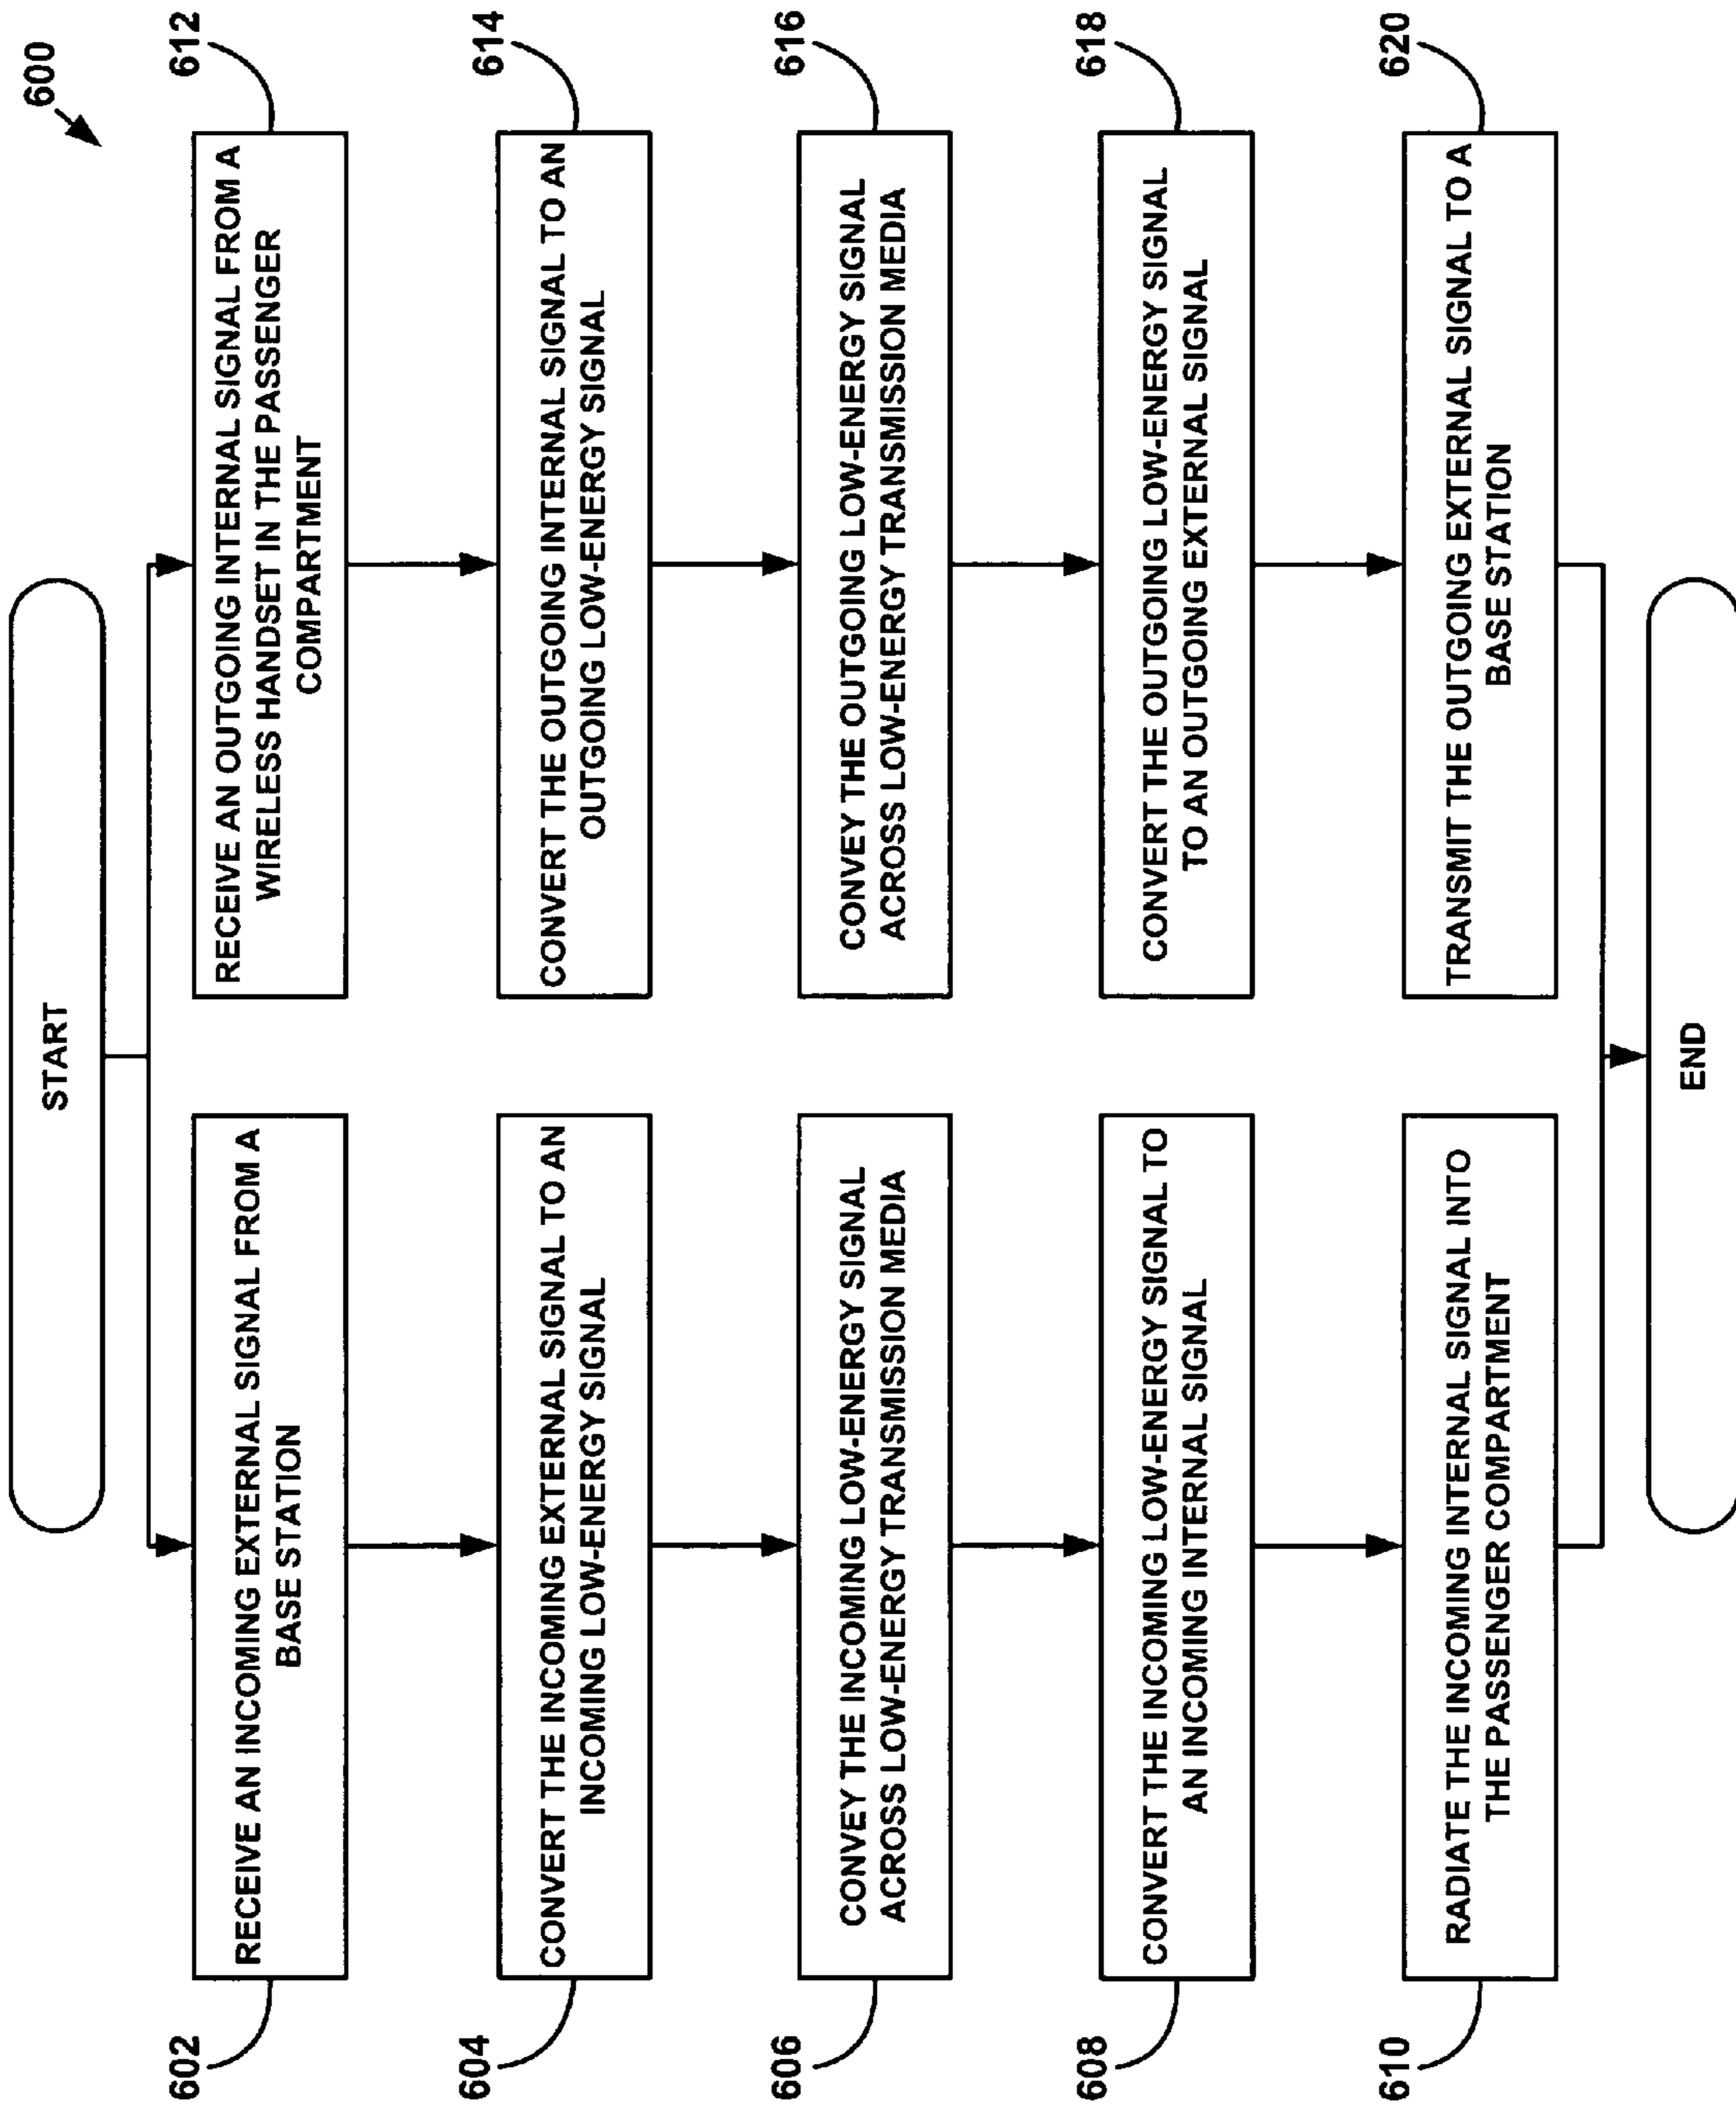 600
START
602
RECEIVE AN INCOMING EXTERNAL SIGNAL FROM A
BASE STATION
604
CONVERT THE INCOMING EXTERNAL SIGNAL TO AN
INCOMING LOW-ENERGY SIGNAL
606
CONVEY THE INCOMING LOW-ENERGY SIGNAL
ACROSS LOW-ENERGY TRANSMISSION MEDIA
608
CONVERT THE INCOMING LOW-ENERGY SIGNAL TO
AN INCOMING INTERNAL SIGNAL
610
RADIATE THE INCOMING INTERNAL SIGNAL INTO
THE PASSENGER COMPARTMENT
612
RECEIVE AN OUTGOING INTERNAL SIGNAL FROM A
WIRELESS HANDSET IN THE PASSENGER
COMPARTMENT
614
CONVERT THE OUTGOING INTERNAL SIGNAL TO AN
OUTGOING LOW-ENERGY SIGNAL
616
CONVEY THE OUTGOING LOW-ENERGY SIGNAL
ACROSS LOW-ENERGY TRANSMISSION MEDIA
618
CONVERT THE OUTGOING LOW-ENERGY SIGNAL
TO AN OUTGOING EXTERNAL SIGNAL
620
TRANSMIT THE OUTGOING EXTERNAL SIGNAL TO A
BASE STATION
END